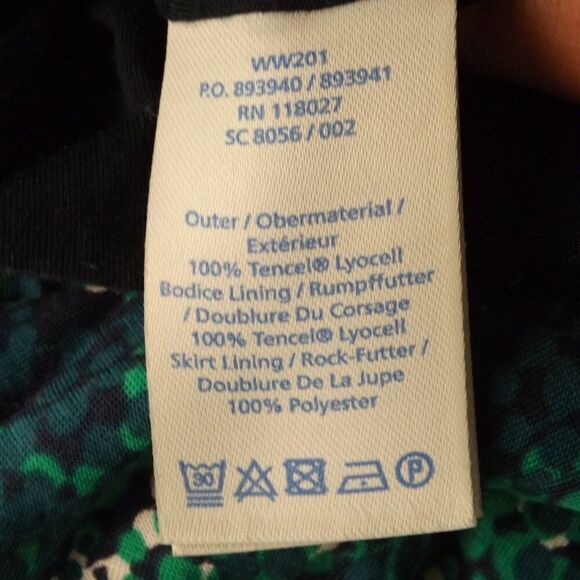 WW201
P.O. 893940 / 893941
RN 118027
SC 8056 / 002
Outer / Obermaterial /
Extérieur
100% Tencel® Lyocell
Bodice Lining / Rumpffutter
/ Doublure Du Corsage
100% Tencel® Lyocell
Skirt Lining / Rock-Futter /
Doublure De La Jupe
100% Polyester
30 P